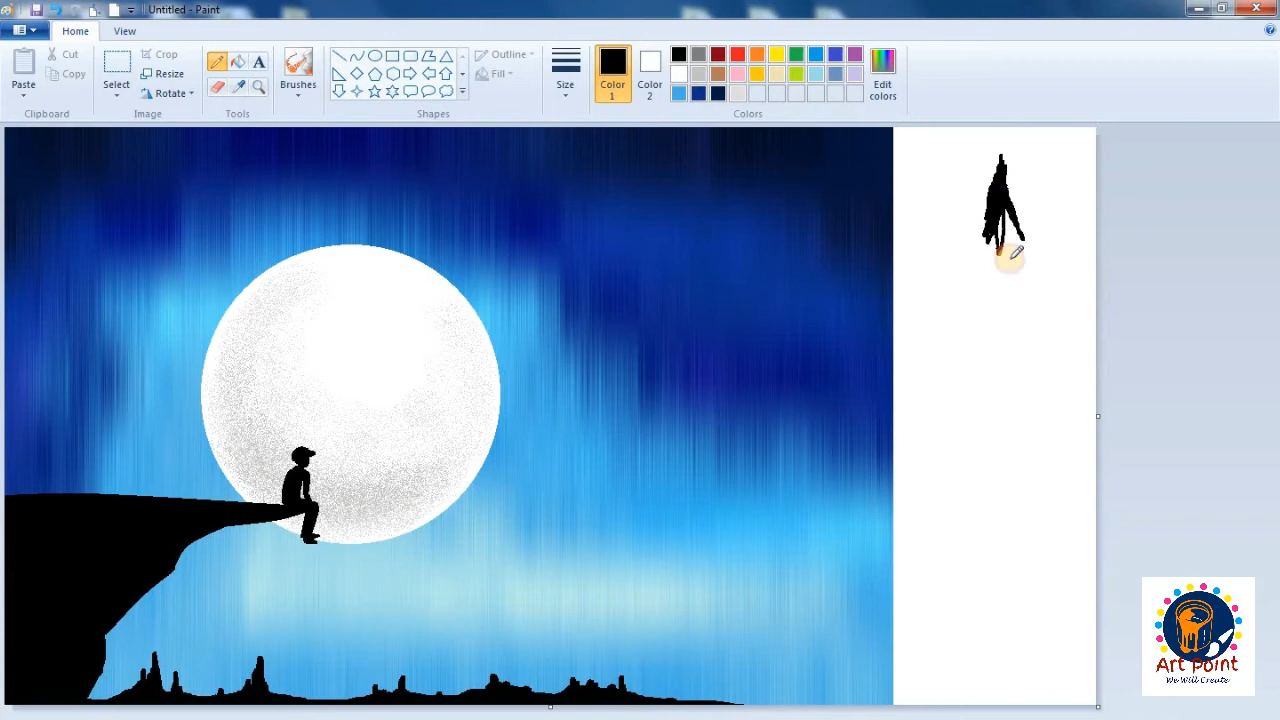 Untitled - Paint
Home
View
Paste
Cut
Copy
Clipboard
Select
Crop
Resize
Rotate
Image
A
Tools
Brushes
Outline
Fill
Shapes
Size
Color 1
Color 2
Edit colors
Colors
Art Point
We Will Create